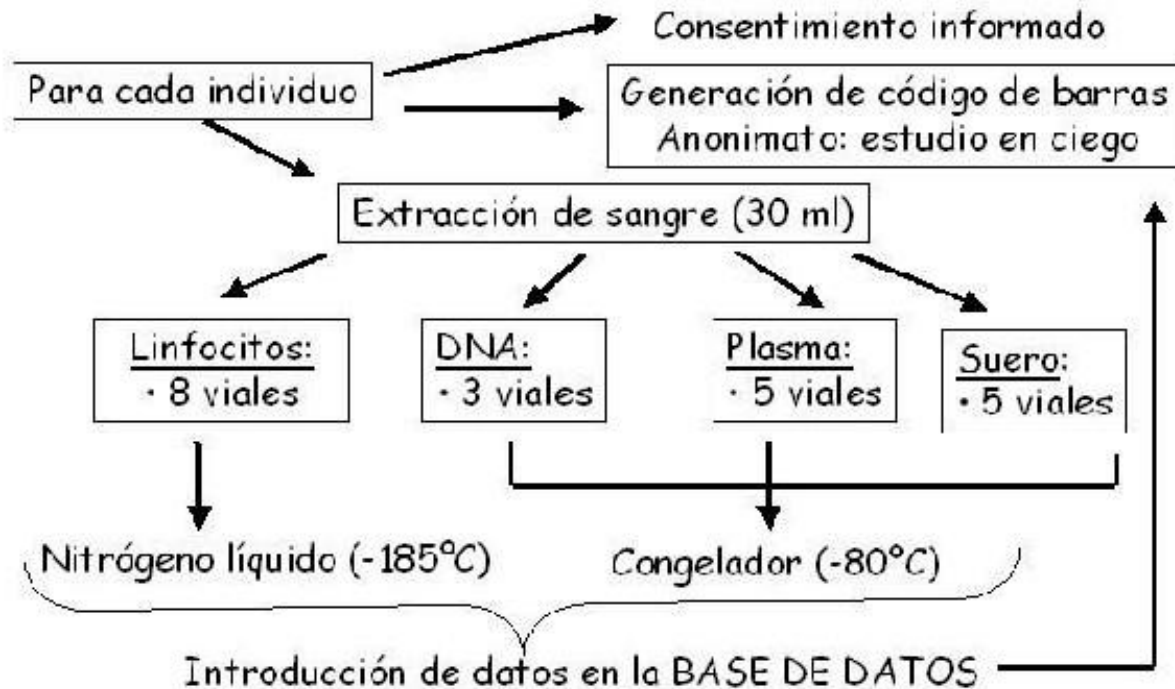 Consentimiento informado
Para cada individuo
Generación de código de barras
Anonimato: estudio en ciego
Extracción de sangre (30 ml)
Linfocitos:
· 8 viales
DNA:
· 3 viales
Plasma:
· 5 viales
Suero:
· 5 viales
Nitrógeno líquido (-185ºC)
Congelador (-80ºC)
Introducción de datos en la BASE DE DATOS